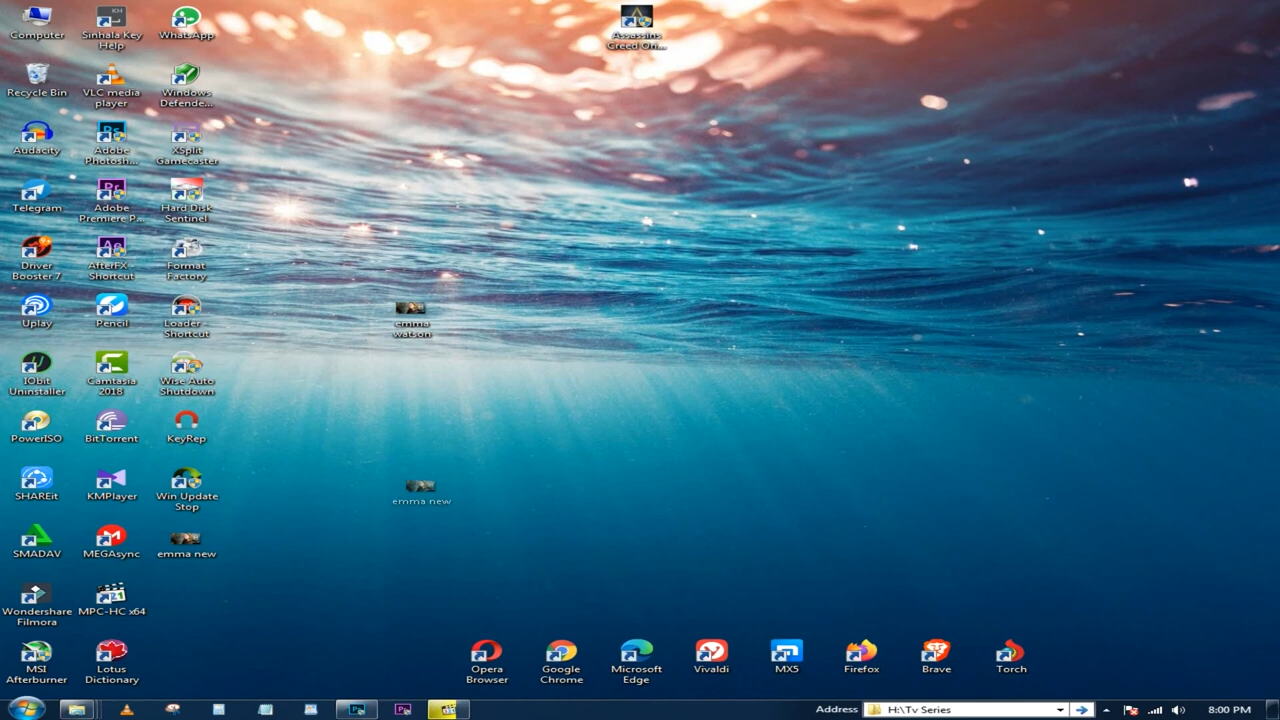 Computer
Sinhala Key
Help
WhatsApp
Assassins
Creed Ori...
Recycle Bin
VLC media
player
Windows
Defende...
Audacity
Adobe
Photosh...
XSplit
Gamecaster
Telegram
Adobe
Premiere P...
Hard Disk
Sentinel
Driver
Booster 7
AfterFX -
Shortcut
Format
Factory
Uplay
Pencil
Loader -
Shortcut
emma
watson
IObit
Uninstaller
Camtasia
2018
Wise Auto
Shutdown
PowerISO
BitTorrent
KeyRep
SHAREit
KMPlayer
Win Update
Stop
emma new
SMADAV
MEGAsync
emma new
Wondershare
Filmora
MPC-HC x64
MSI
Afterburner
Lotus
Dictionary
Opera
Browser
Google
Chrome
Microsoft
Edge
Vivaldi
MX5
Firefox
Brave
Torch
Address
H:\Tv Series
8:00 PM